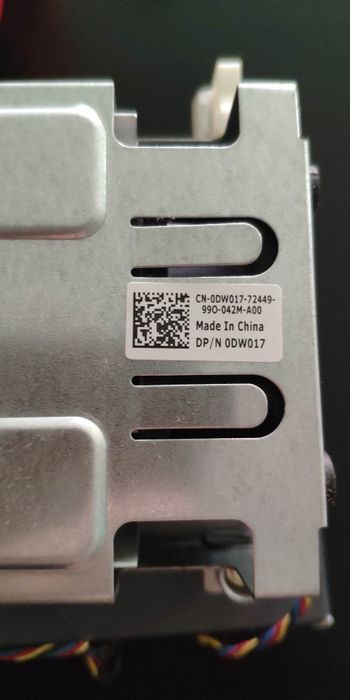 CN-0DW017-72449-
99O-042M-A00
Made In China
DP/N 0DW017